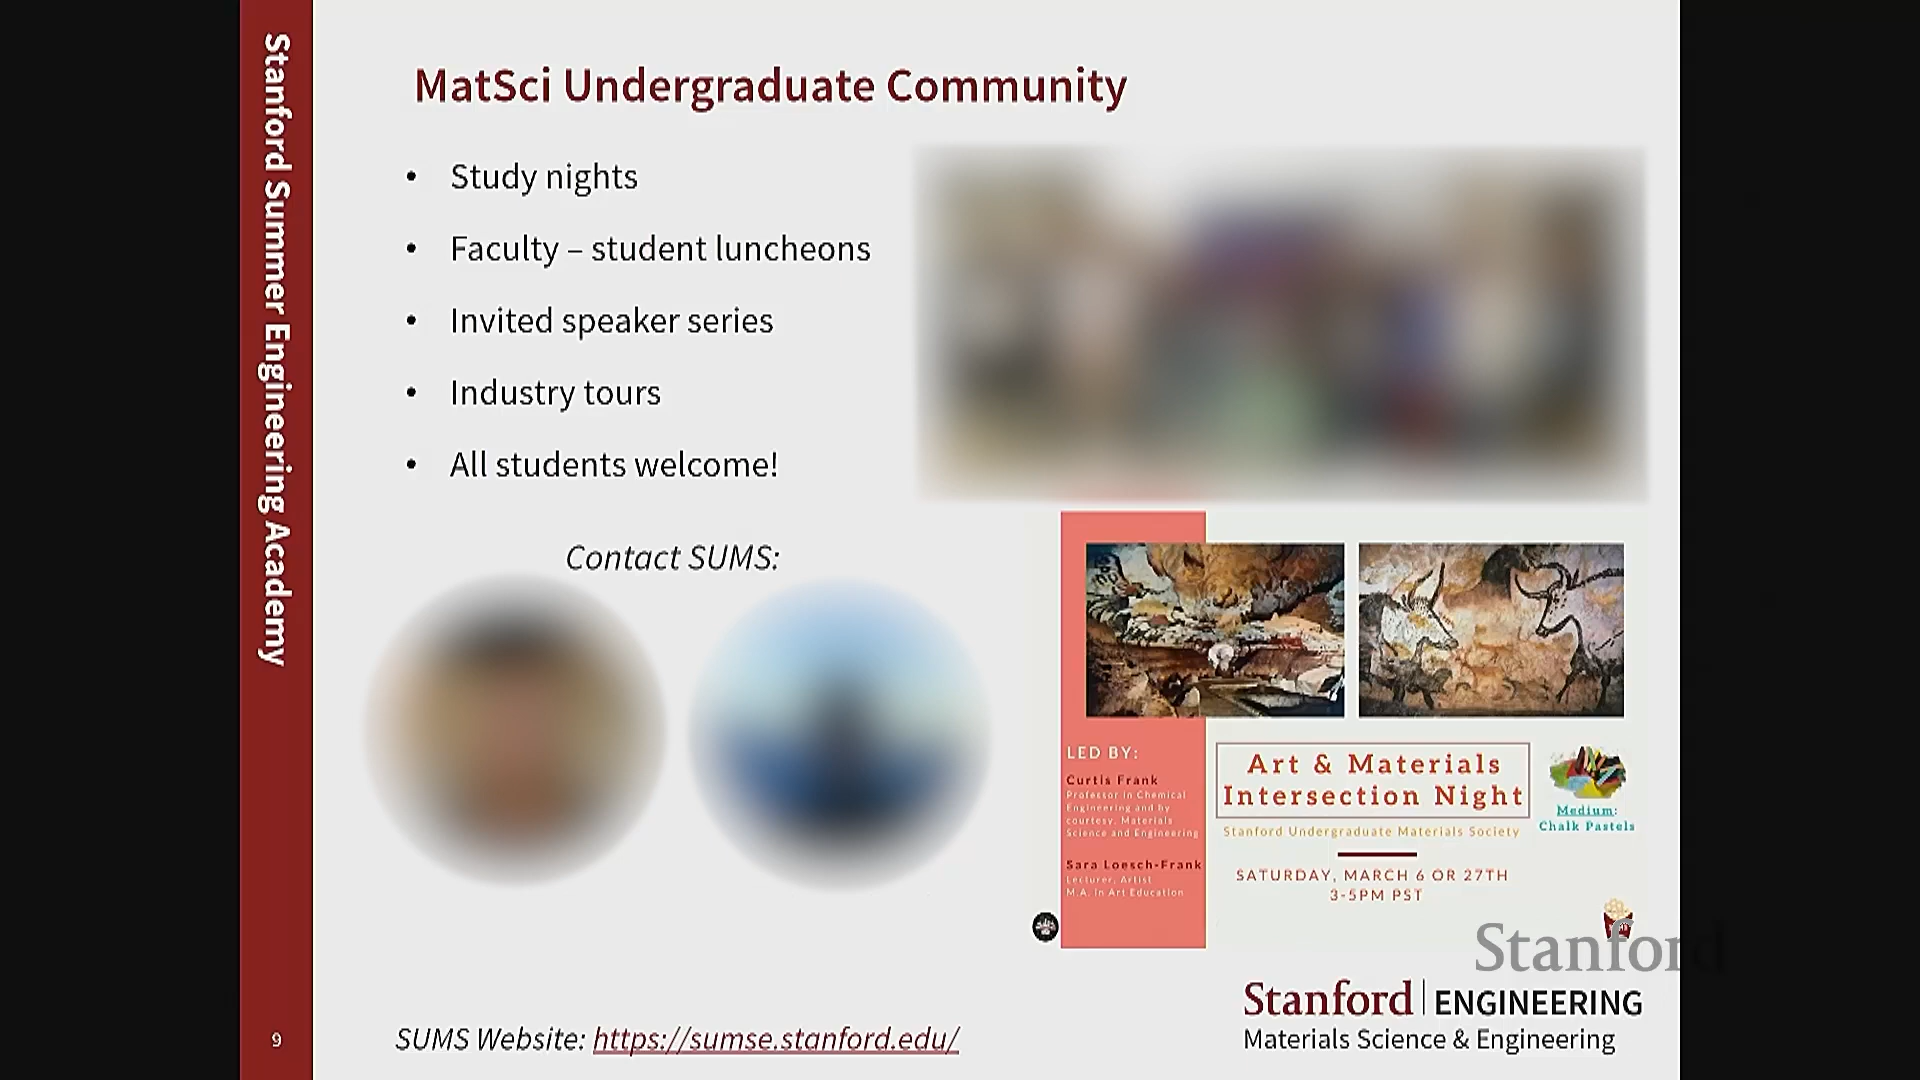 Stanford Summer Engineering Academy
MatSci Undergraduate Community
• Study nights
• Faculty – student luncheons
• Invited speaker series
• Industry tours
• All students welcome!
Contact SUMS:
LED BY:
Curtis Frank
Professor in Chemical
Engineering and by
courtesy, Materials
Science and Engineering
Sara Loesch-Frank
Lecturer, Artist
M.A. in Art Education
Art & Materials
Intersection Night
Stanford Undergraduate Materials Society
SATURDAY, MARCH 6 OR 27TH
3-5PM PST
Medium:
Chalk Pastels
Stanford
Stanford | ENGINEERING
Materials Science & Engineering
SUMS Website: https://sumse.stanford.edu/
9